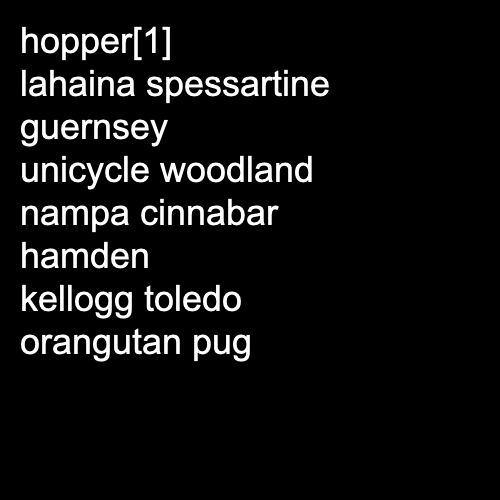 hopper[1]
lahaina spessartine
guernsey
unicycle woodland
nampa cinnabar
hamden
kellogg toledo
orangutan pug